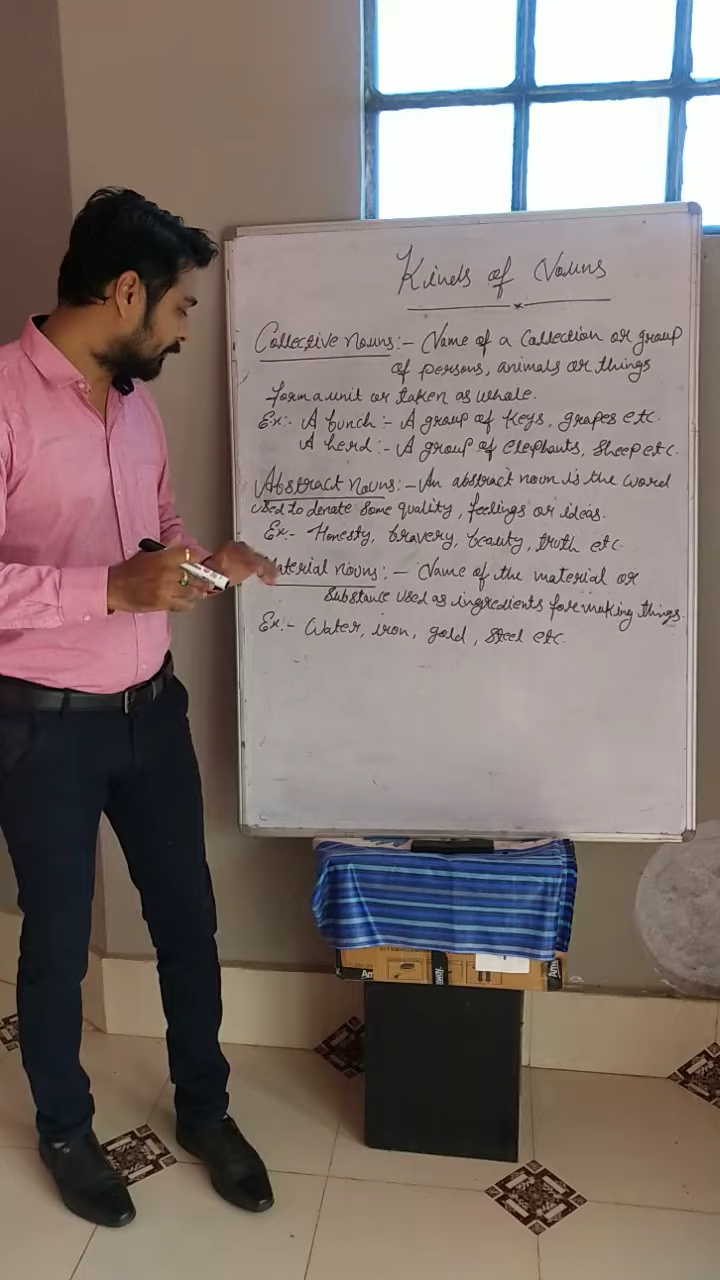 Kinds of Nouns
Collective nouns:- Name of a Collection or group
of persons, animals or things
form a unit or taken as whole.
Ex:- A bunch:- A group of keys, grapes etc.
A herd:- A group of elephants, sheep etc.
Abstract nouns:- An abstract noun is the word
used to denate some quality, feelings or ideas.
Ex:- Honesty, bravery, beauty, truth etc.
aterial nouns:- Name of the material or
Substance used as ingredients for making things.
Ex:- Water, iron, gold, steel etc.